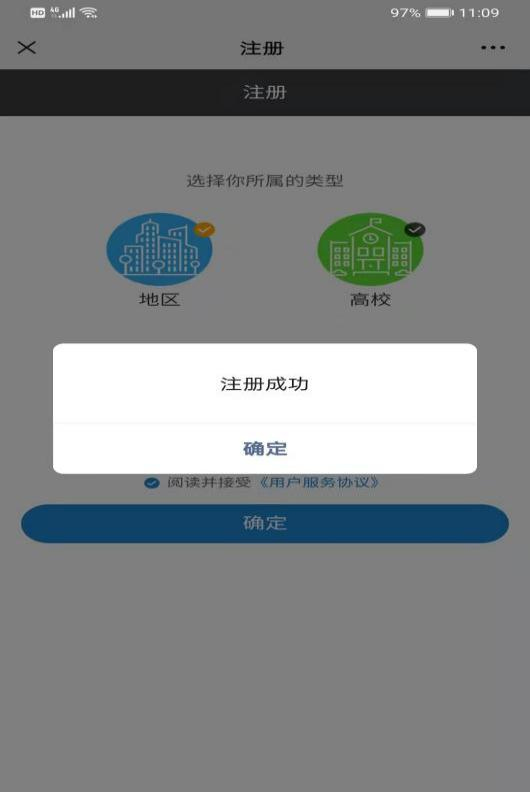 HD 4G 97% 11:09
注册
注册
选择你所属的类型
地区 高校
注册成功
确定
阅读并接受《用户服务协议》
确定